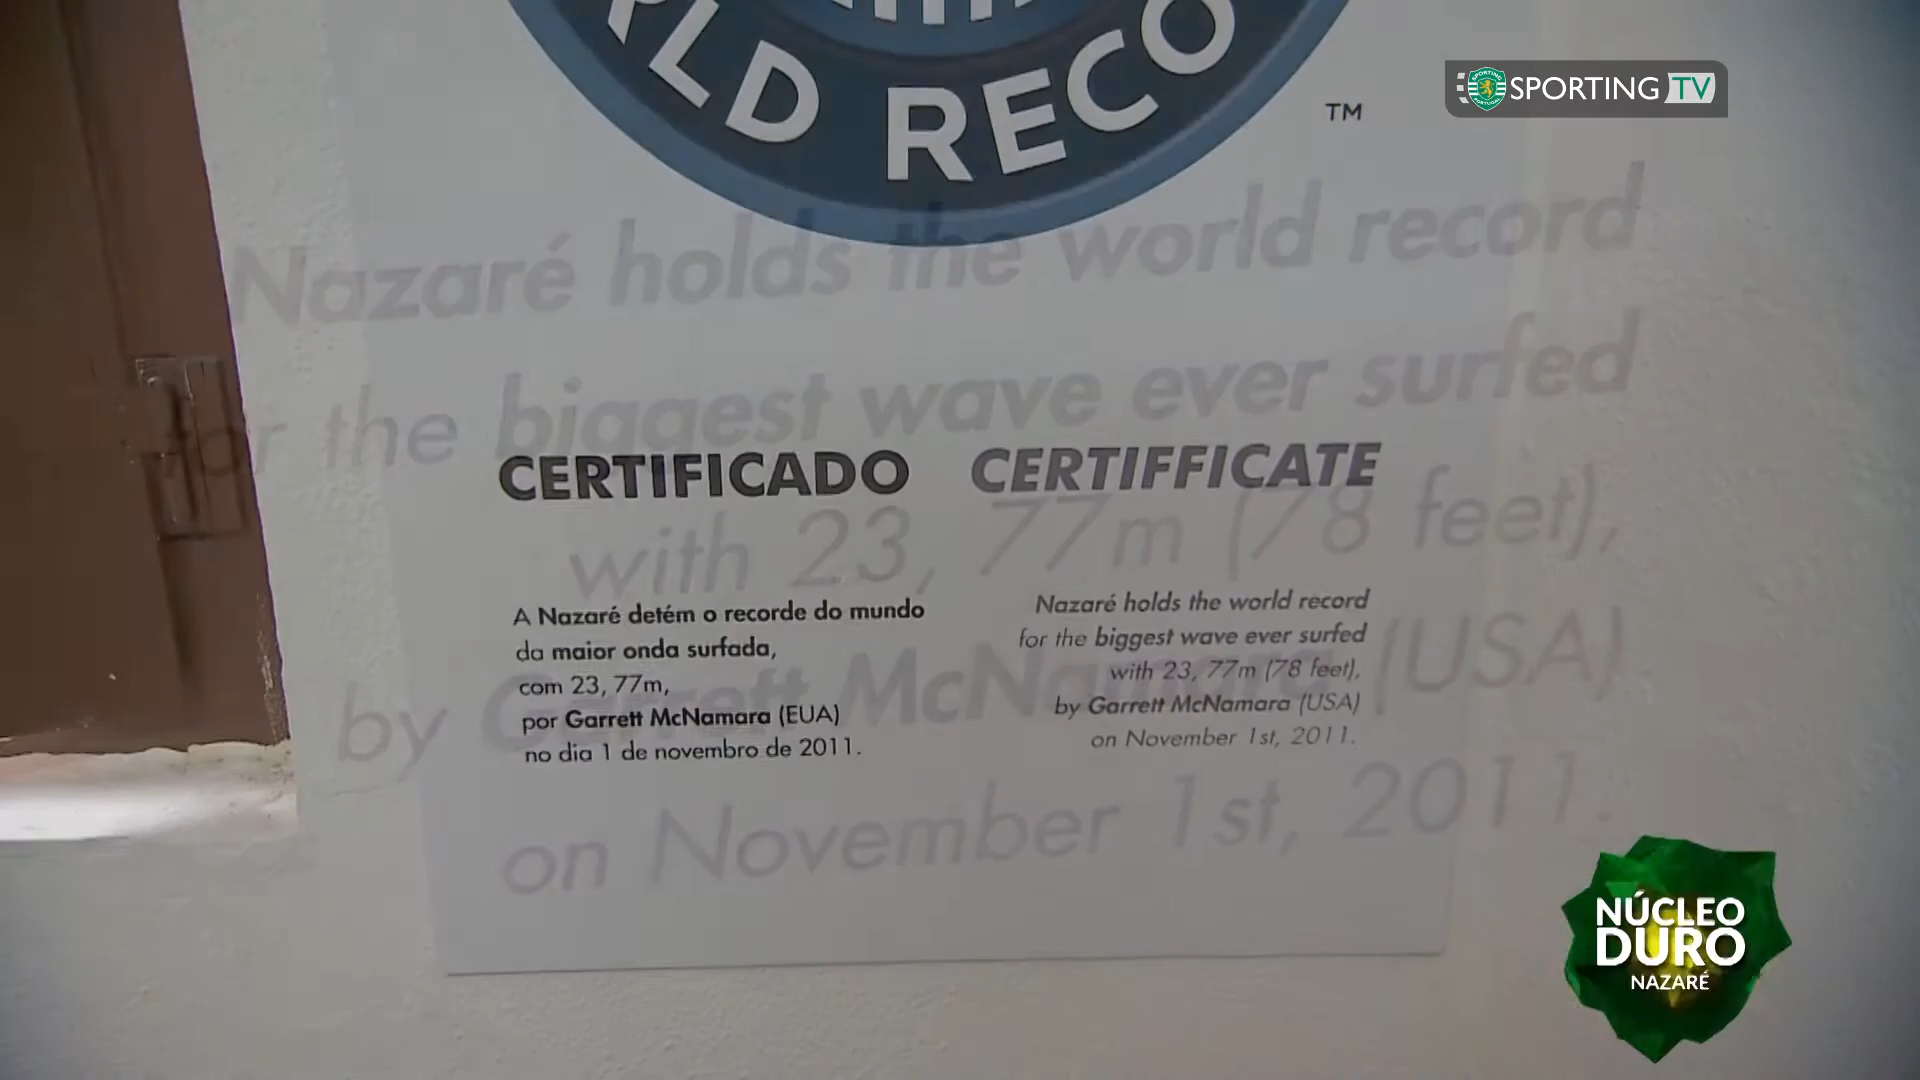 RLD RECO
TM
SPORTING TV
Nazaré holds the world record
for the biggest wave ever surfed
with 23, 77m (78 feet),
by Garrett McNamara (USA)
on November 1st, 2011.
CERTIFICADO
A Nazaré detém o recorde do mundo
da maior onda surfada,
com 23, 77m,
por Garrett McNamara (EUA)
no dia 1 de novembro de 2011.
CERTIFFICATE
Nazaré holds the world record
for the biggest wave ever surfed
with 23, 77m (78 feet),
by Garrett McNamara (USA)
on November 1st, 2011.
NÚCLEO
DURO
NAZARÉ